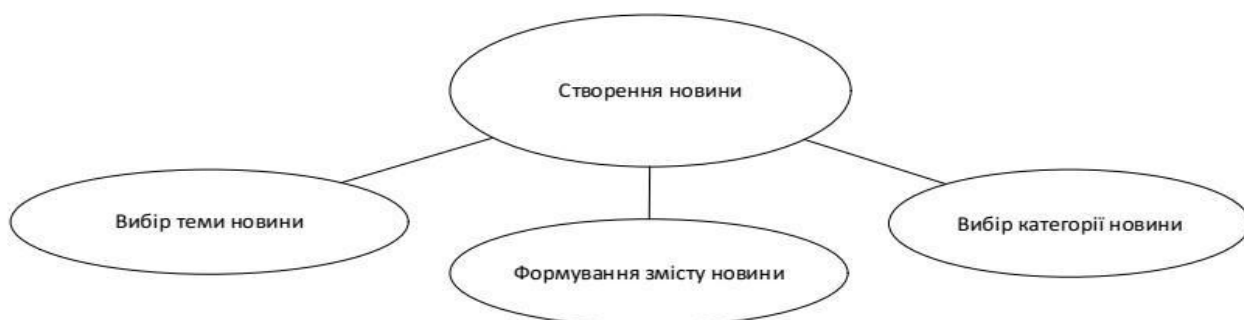 Створення новини
Вибір теми новини
Вибір категорії новини
Формування змісту новини